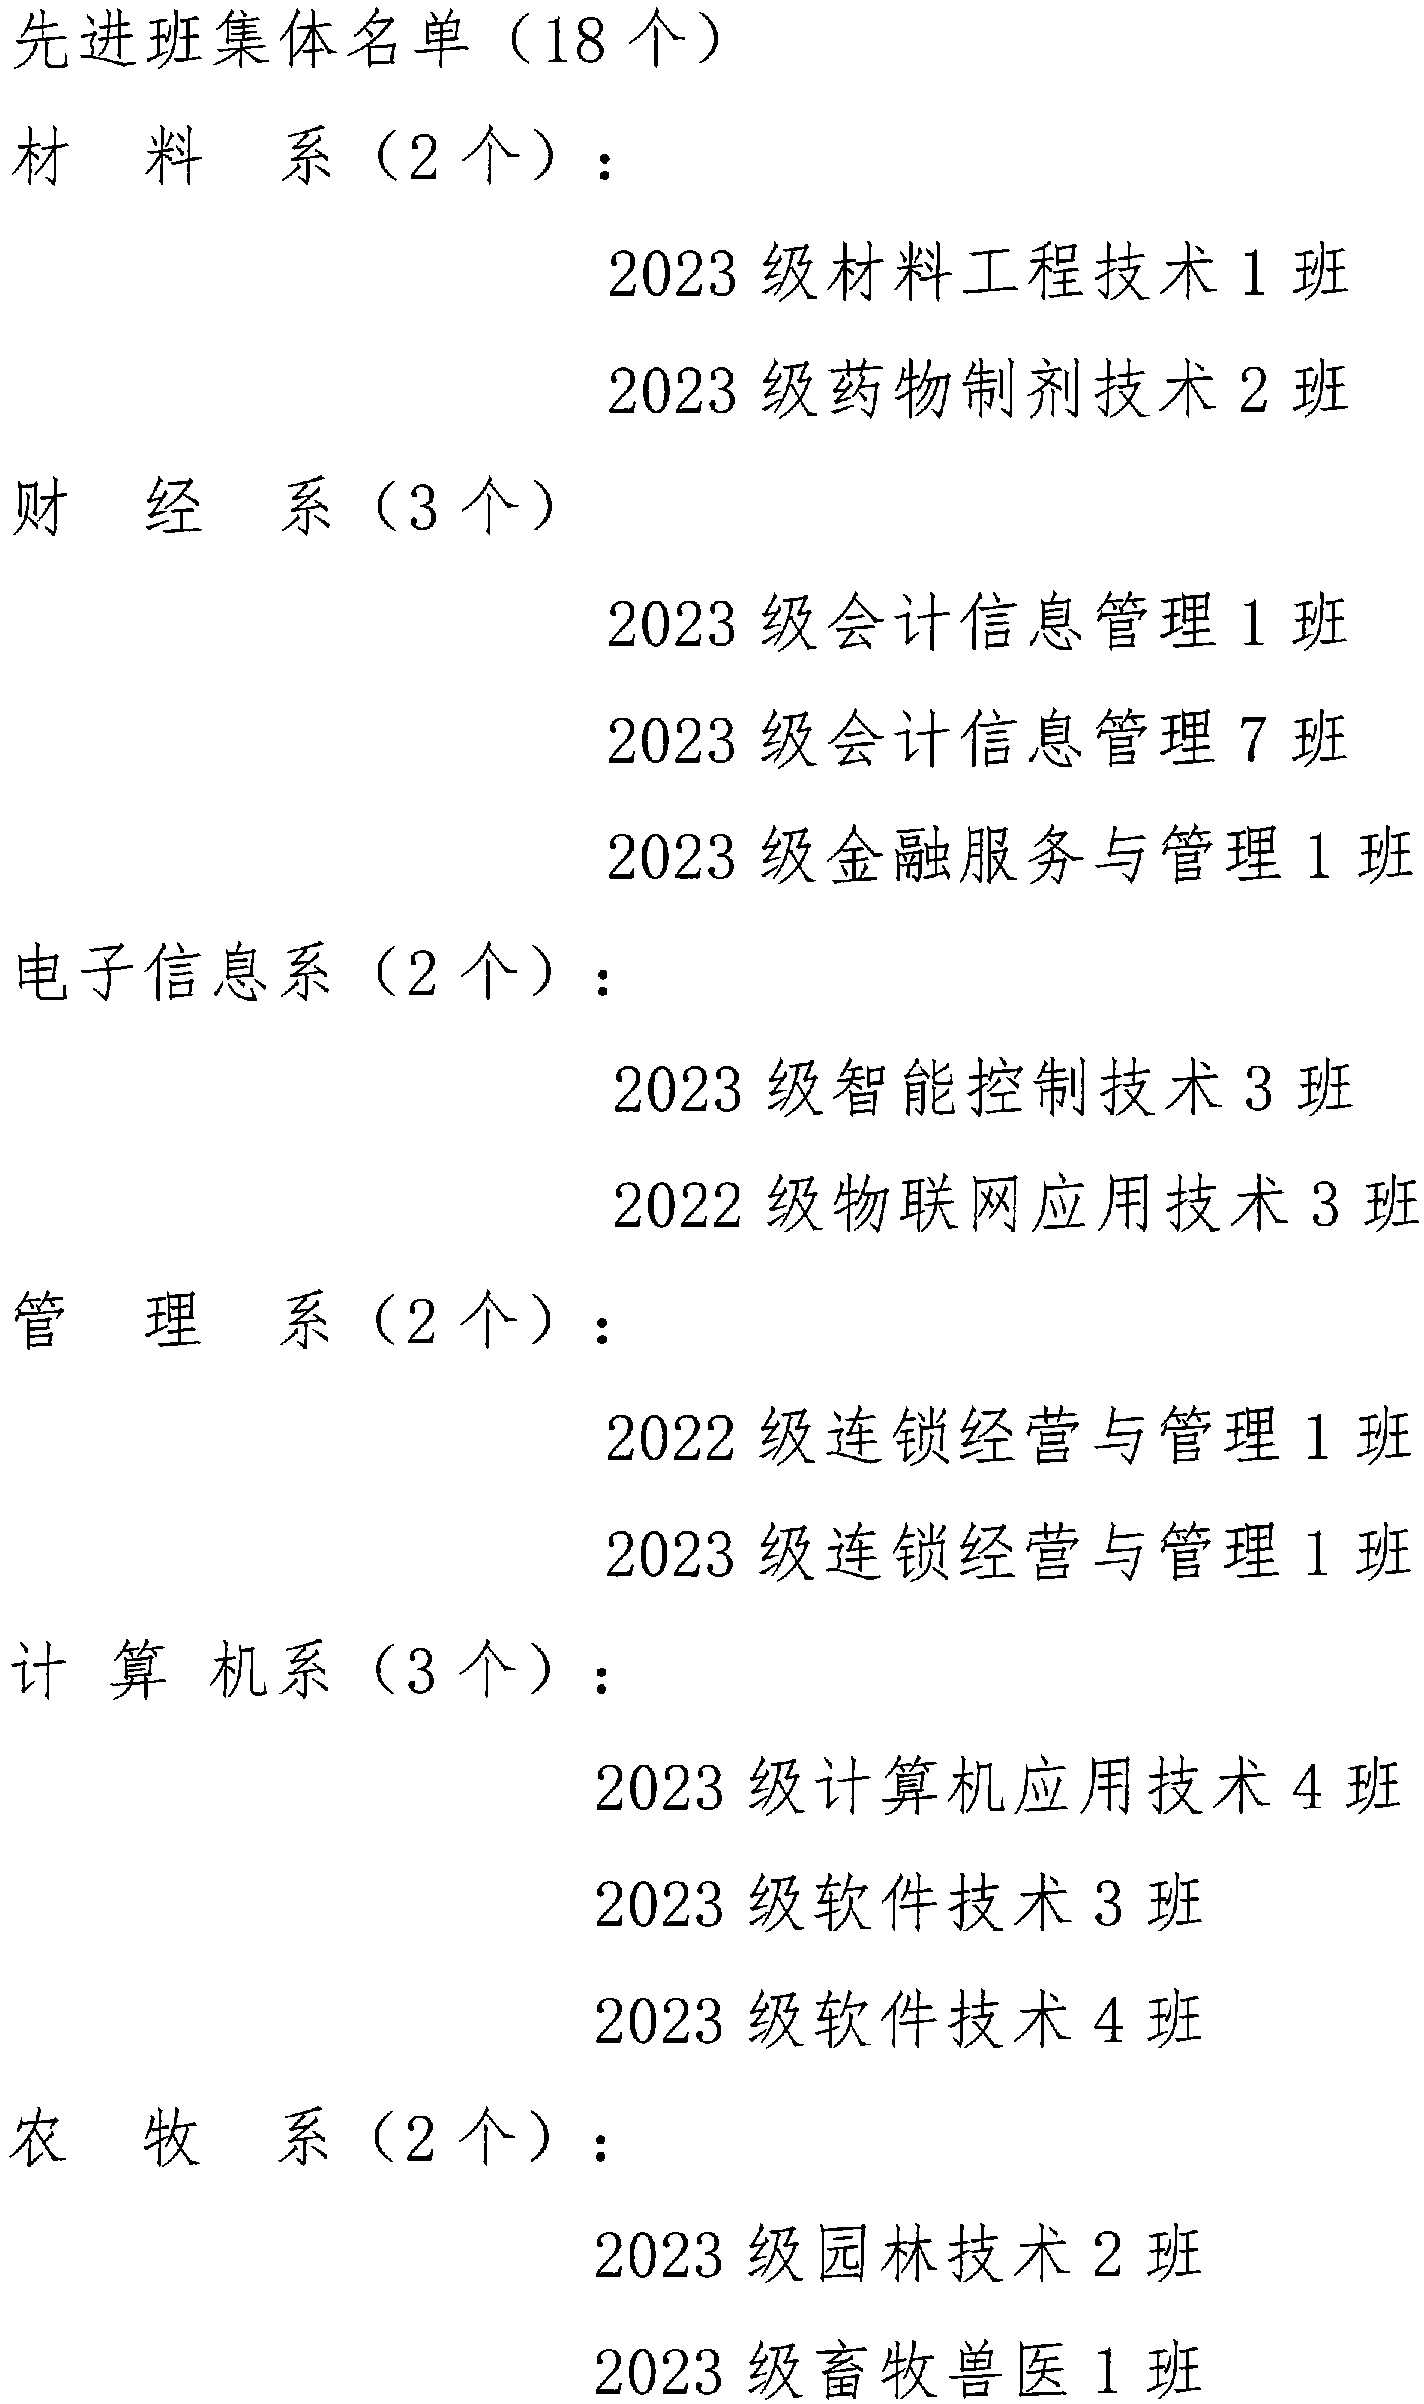 先进班集体名单（18个）
材 料 系（2个）：
2023级材料工程技术1班
2023级药物制剂技术2班
财 经 系（3个）
2023级会计信息管理1班
2023级会计信息管理7班
2023级金融服务与管理1班
电子信息系（2个）：
2023级智能控制技术3班
2022级物联网应用技术3班
管 理 系（2个）：
2022级连锁经营与管理1班
2023级连锁经营与管理1班
计 算 机系（3个）：
2023级计算机应用技术4班
2023级软件技术3班
2023级软件技术4班
农 牧 系（2个）：
2023级园林技术2班
2023级畜牧兽医1班